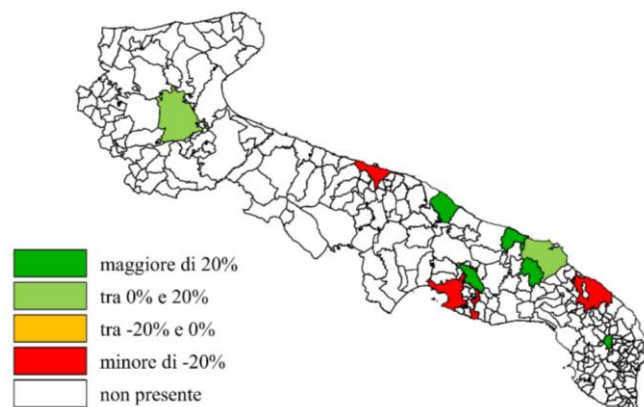 maggiore di 20%
tra 0% e 20%
tra -20% e 0%
minore di -20%
non presente